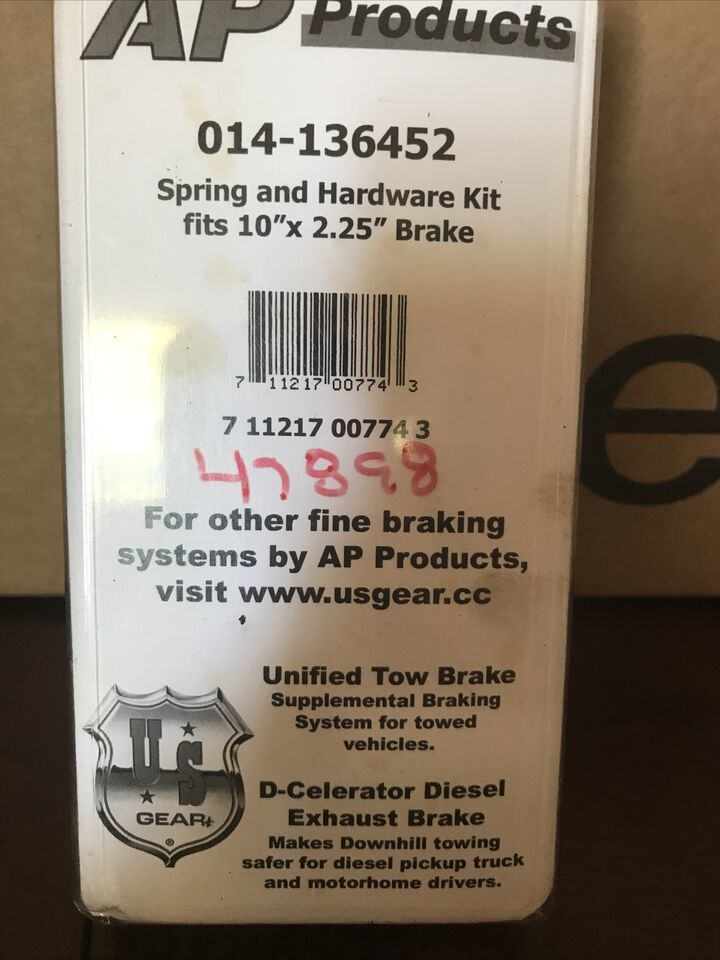 AP Products
014-136452
Spring and Hardware Kit
fits 10"x 2.25" Brake
7 11217 00774 3
7 11217 00774 3
47898
For other fine braking
systems by AP Products,
visit www.usgear.cc
Unified Tow Brake
Supplemental Braking
System for towed
vehicles.
US
GEAR
®
D-Celerator Diesel
Exhaust Brake
Makes Downhill towing
safer for diesel pickup truck
and motorhome drivers.
e